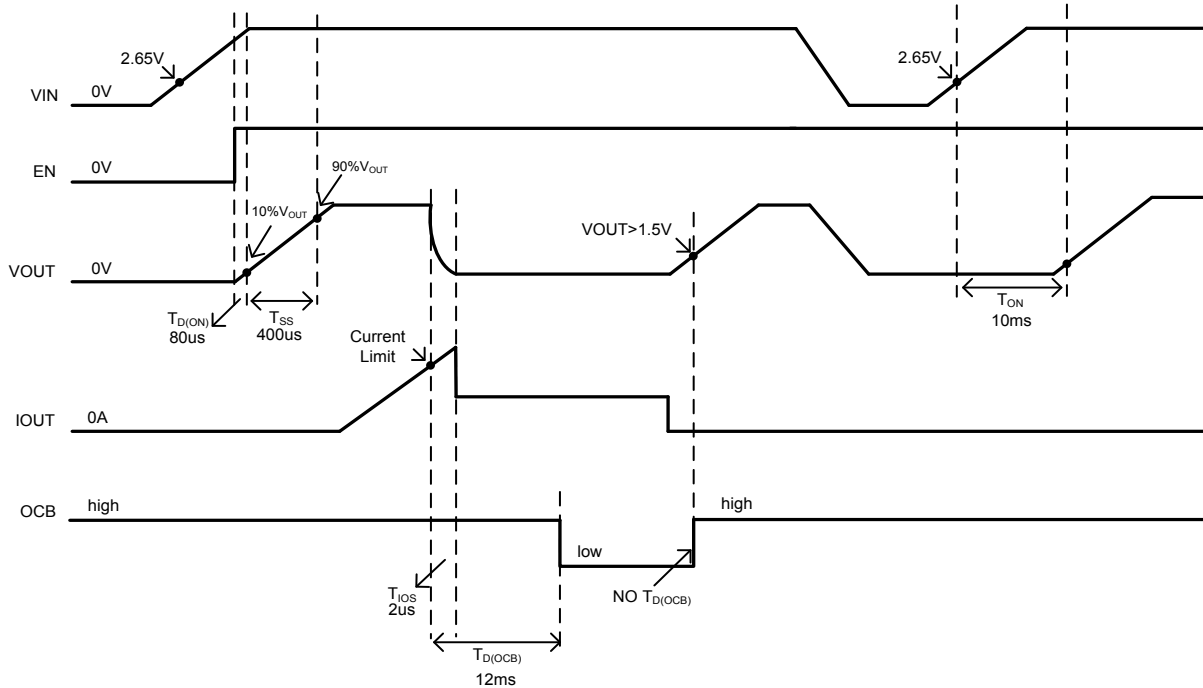 2.65V
2.65V
VIN
0V
EN
0V
90%VOUT
10%VOUT
VOUT>1.5V
VOUT
0V
TD(ON)
80us
TSS
400us
TON
10ms
Current
Limit
IOUT
0A
OCB
high
high
low
TIOS
2us
NO TD(OCB)
TD(OCB)
12ms